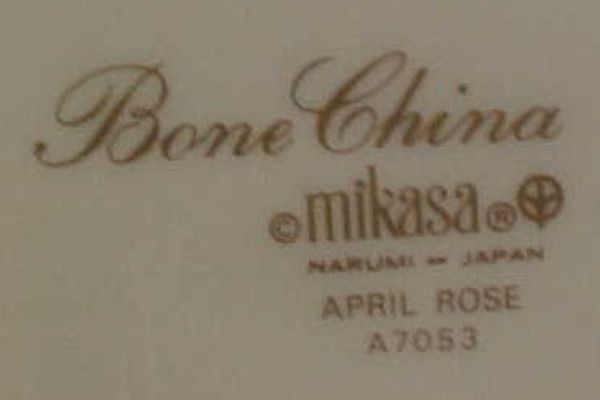 Bone China
©mikasa®
NARUMI - JAPAN
APRIL ROSE
A7053